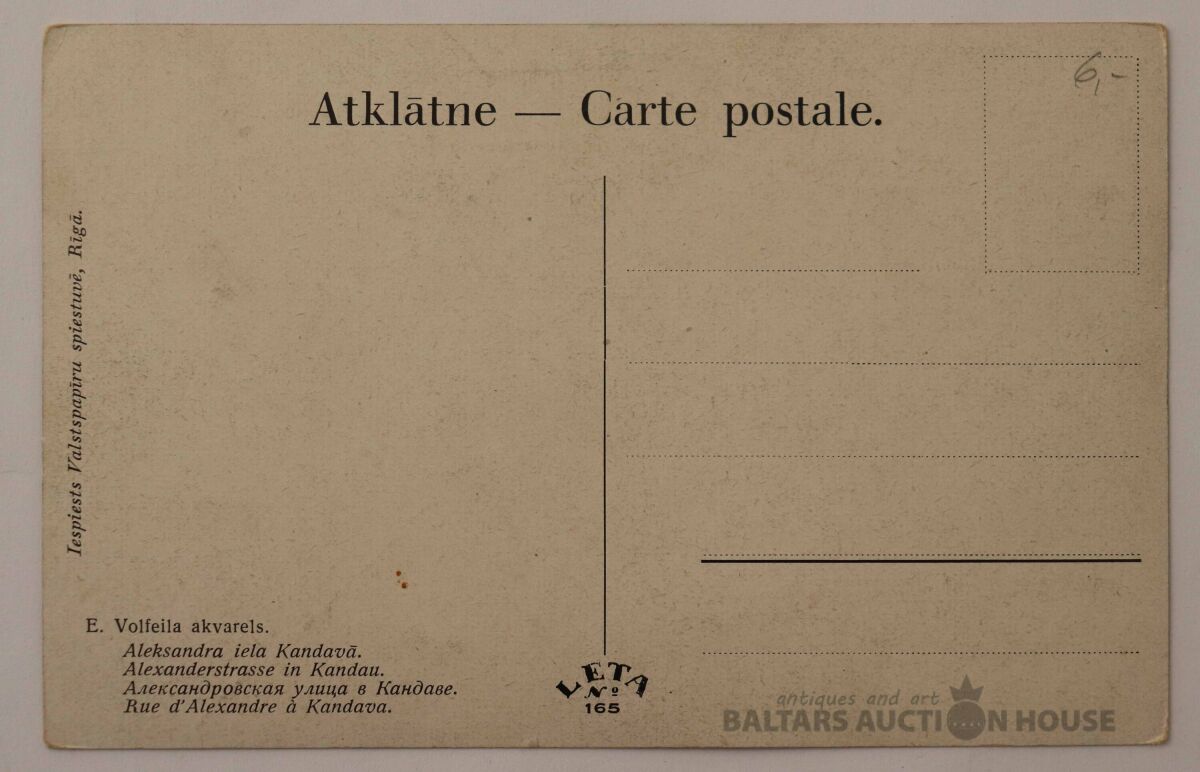 Atklātne — Carte postale.
6,-
Iespiests Valstspapīru spiestuvē, Rīgā.
E. Volfeila akvarels.
Aleksandra iela Kandavā.
Alexanderstrasse in Kandau.
Александровская улица в Кандаве.
Rue d'Alexandre à Kandava.
LETA
№
165
antiques and art
BALTARS AUCTION HOUSE